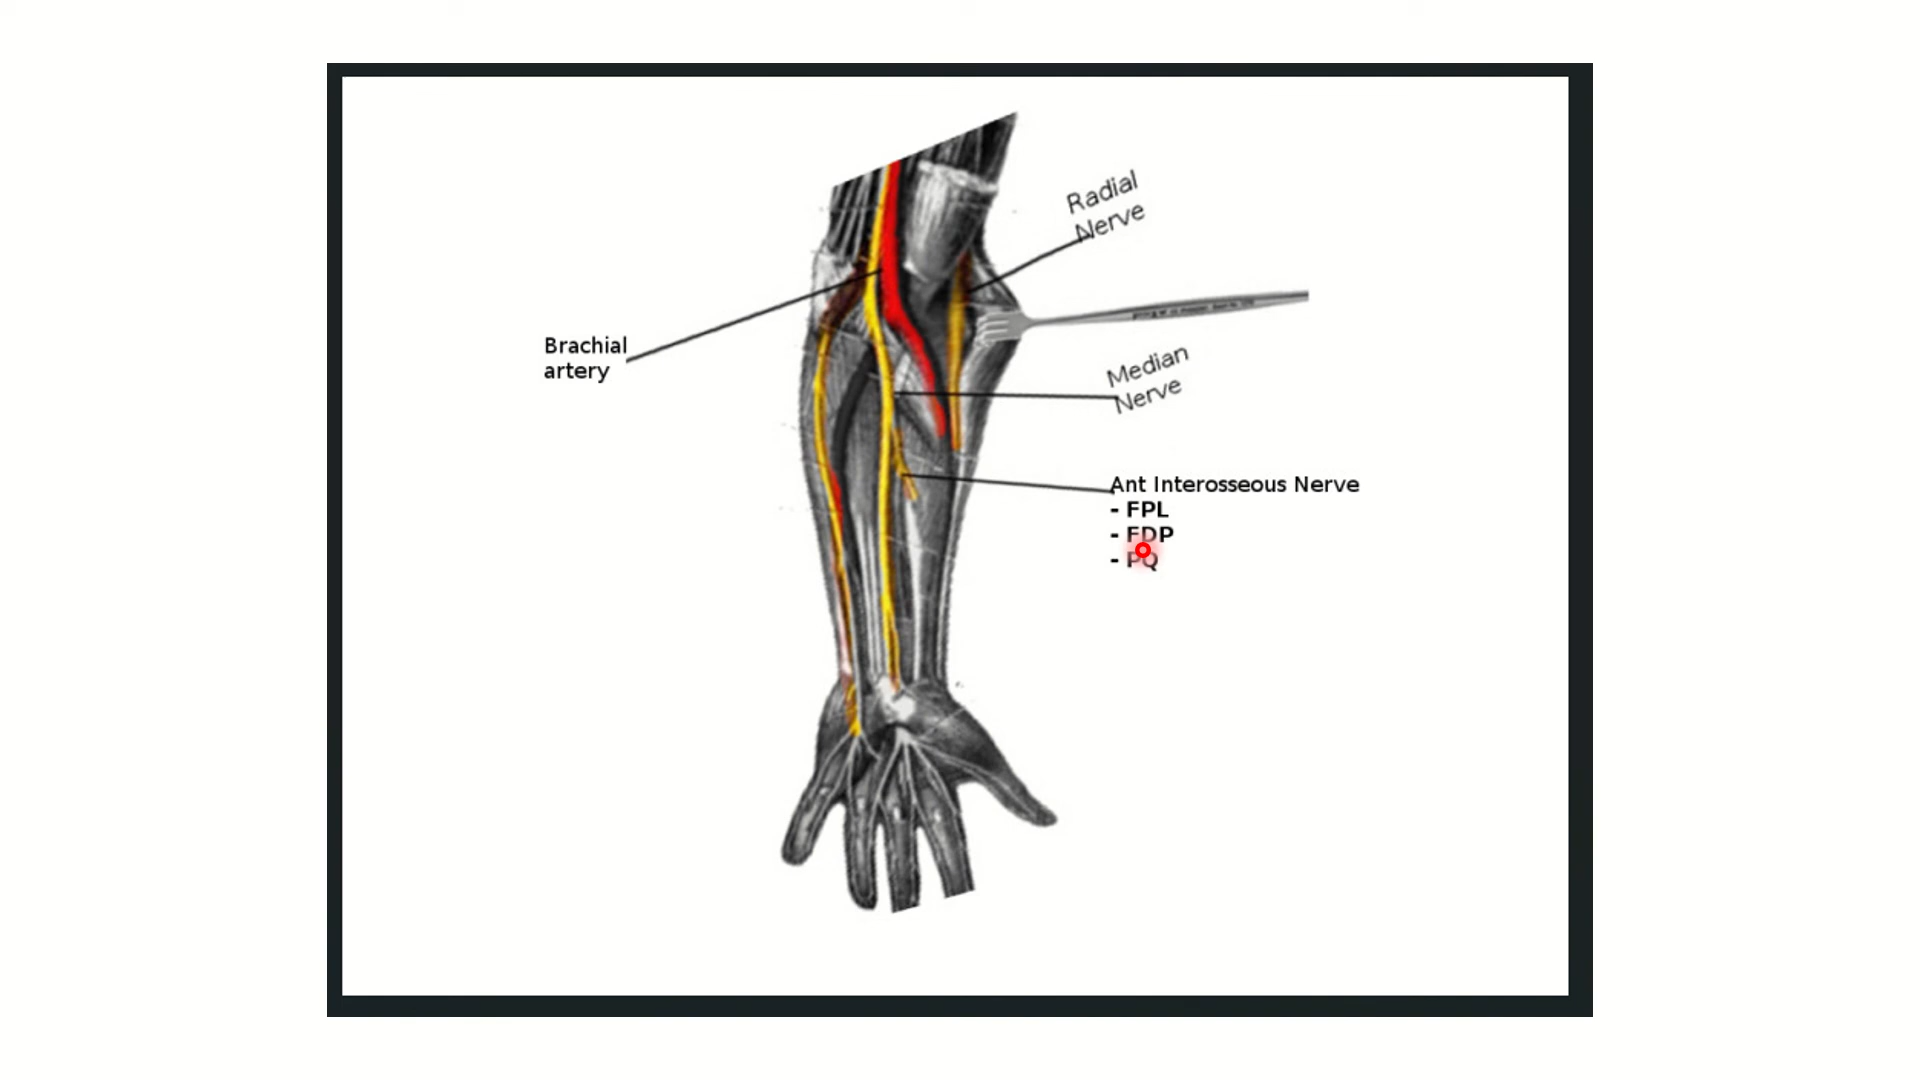 Radial
Nerve
Brachial
artery
Median
Nerve
Ant Interosseous Nerve
- FPL
- FDP
- PQ